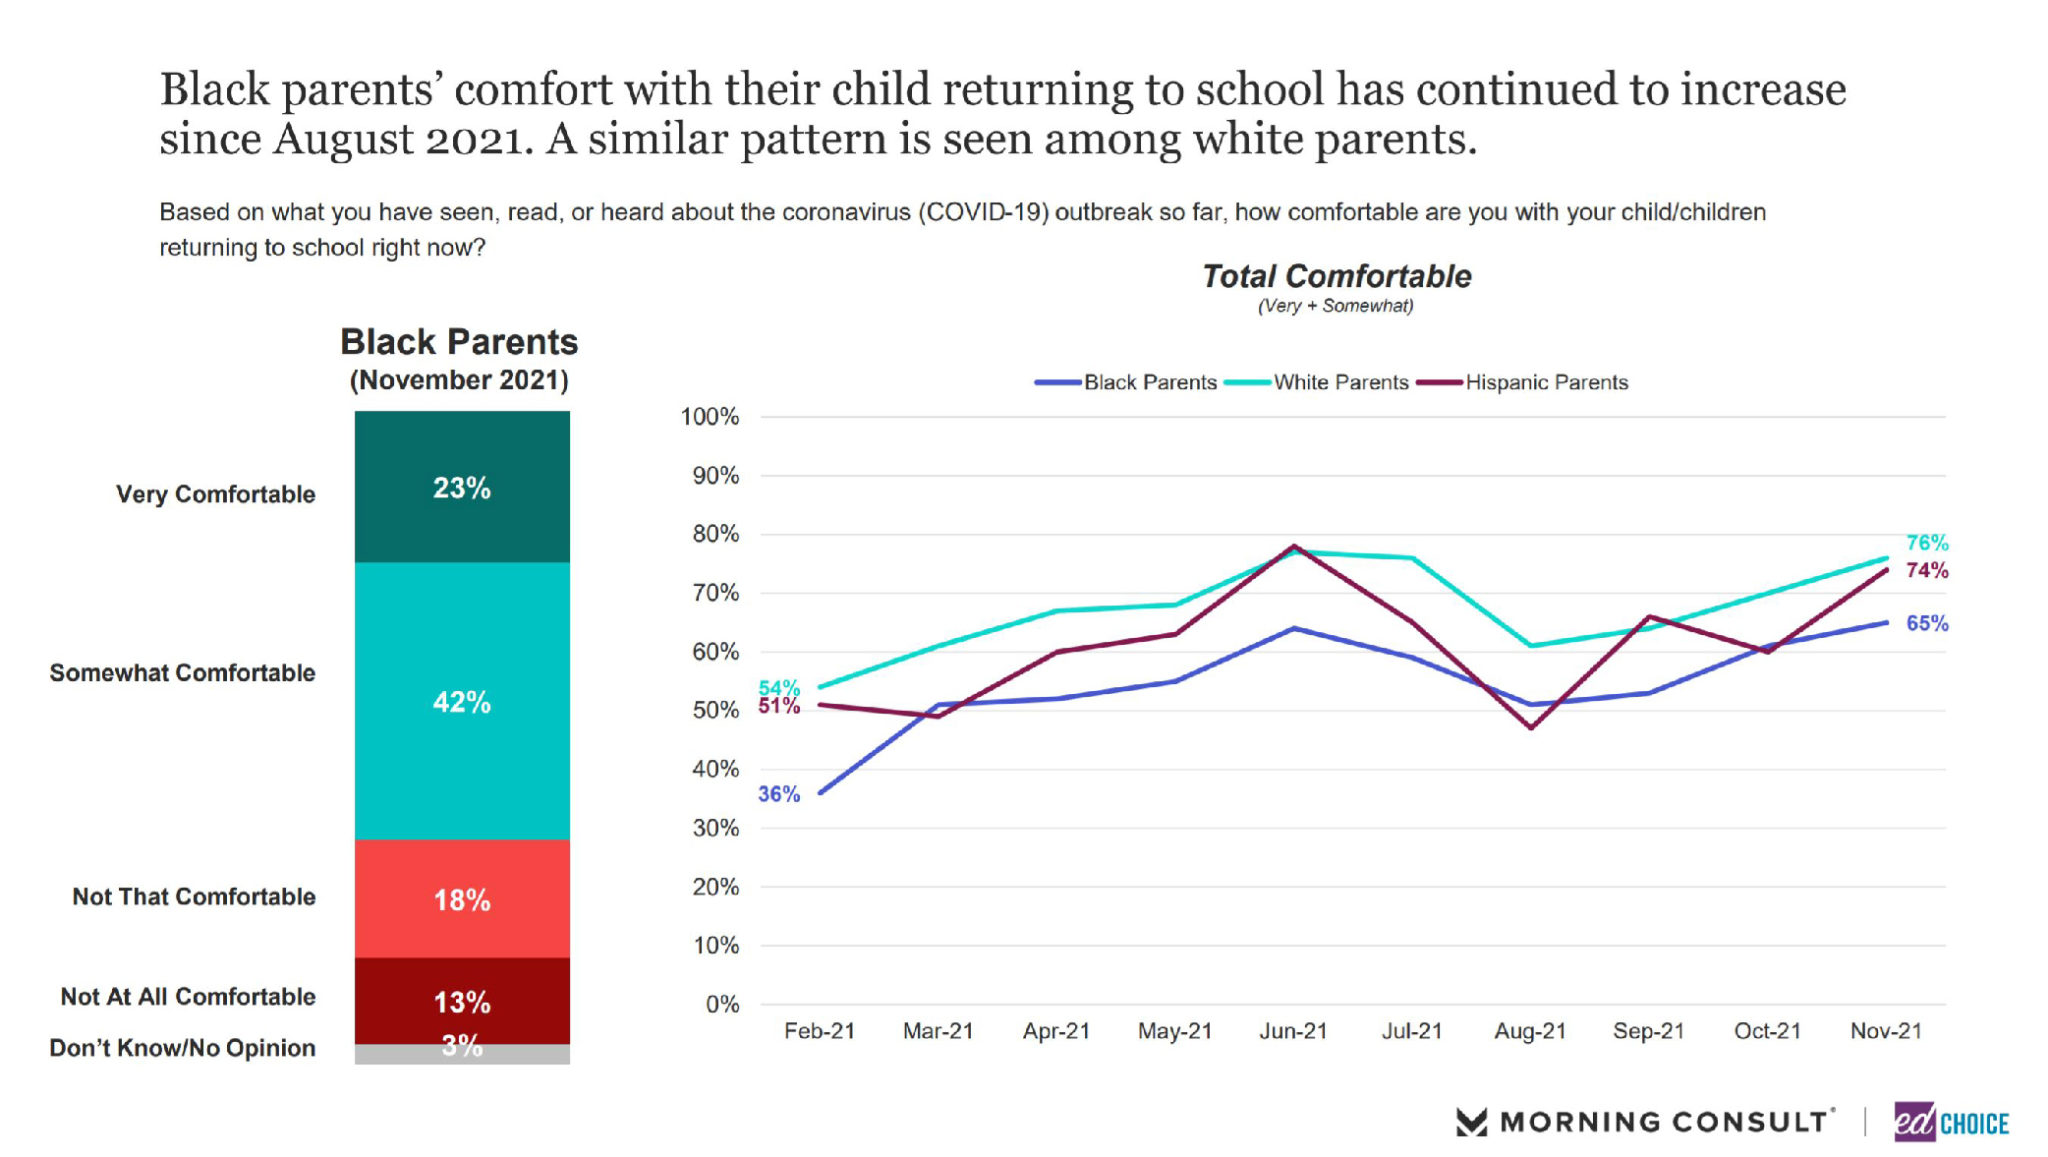 Black parents’ comfort with their child returning to school has continued to increase
since August 2021. A similar pattern is seen among white parents.
Based on what you have seen, read, or heard about the coronavirus (COVID-19) outbreak so far, how comfortable are you with your child/children
returning to school right now?
Black Parents
(November 2021)
Very Comfortable
23%
Somewhat Comfortable
42%
Not That Comfortable
18%
Not At All Comfortable
13%
Don’t Know/No Opinion
3%
Total Comfortable
(Very + Somewhat)
Black Parents White Parents Hispanic Parents
100%
90%
80%
70%
60%
50%
40%
30%
20%
10%
0%
54%
51%
36%
76%
74%
65%
Feb-21 Mar-21 Apr-21 May-21 Jun-21 Jul-21 Aug-21 Sep-21 Oct-21 Nov-21
MORNING CONSULT®
ed CHOICE